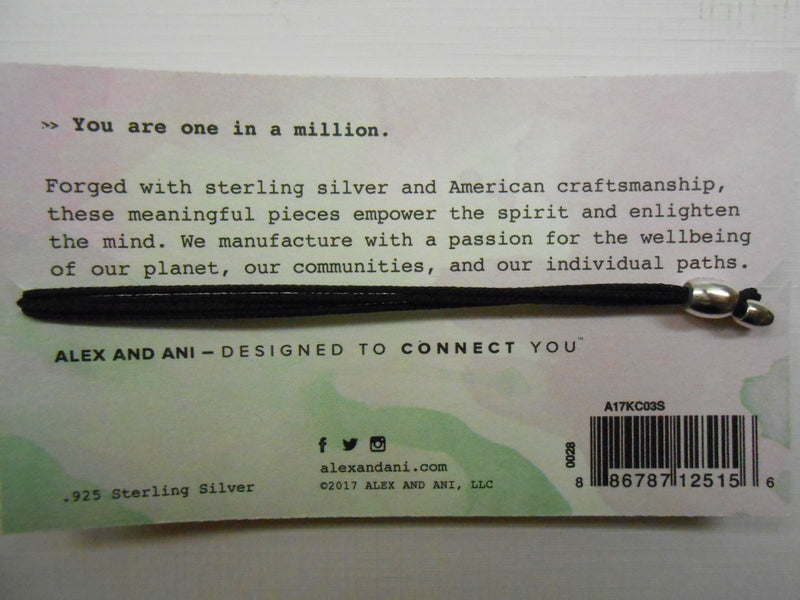 >> You are one in a million.
Forged with sterling silver and American craftsmanship,
these meaningful pieces empower the spirit and enlighten
the mind. We manufacture with a passion for the wellbeing
of our planet, our communities, and our individual paths.
ALEX AND ANI — DESIGNED TO CONNECT YOU™
alexandani.com
©2017 ALEX AND ANI, LLC
.925 Sterling Silver
A17KC03S
0028
8 86787 12515 6